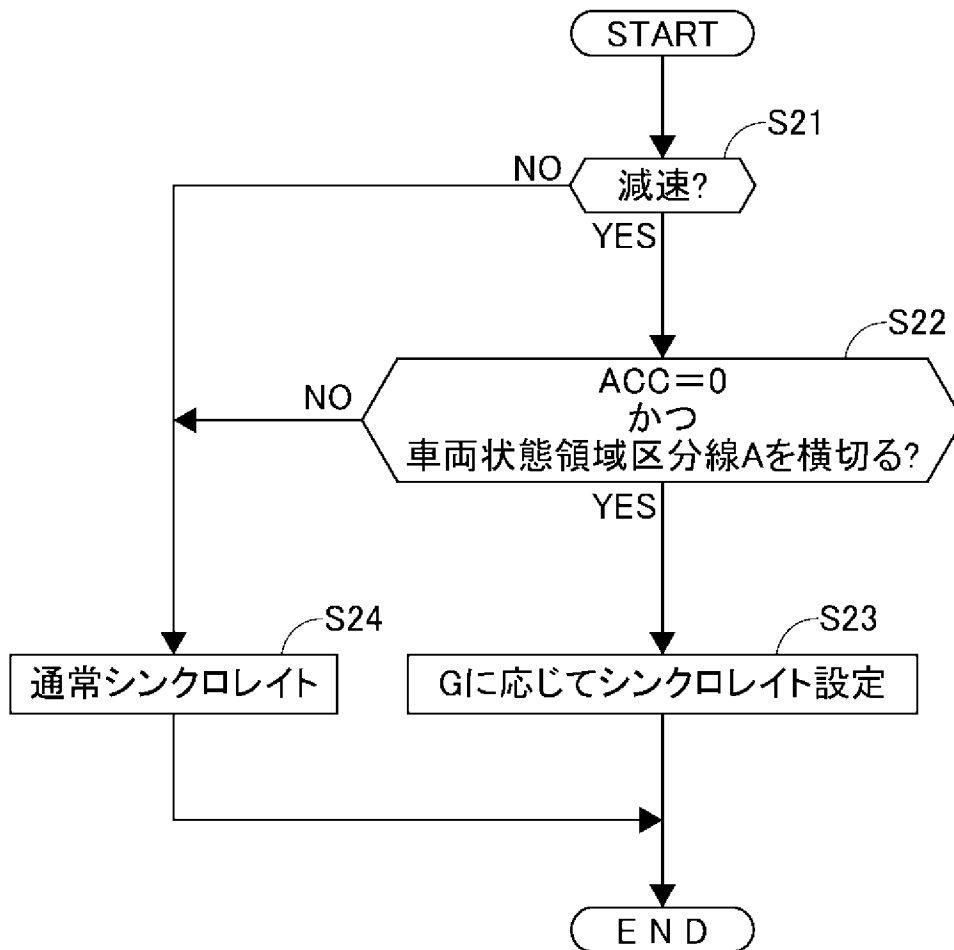 START
S21
NO
減速?
YES
S22
NO
ACC=0
かつ
車両状態領域区分線Aを横切る?
YES
S24
S23
通常シンクロレイト
Gに応じてシンクロレイト設定
END